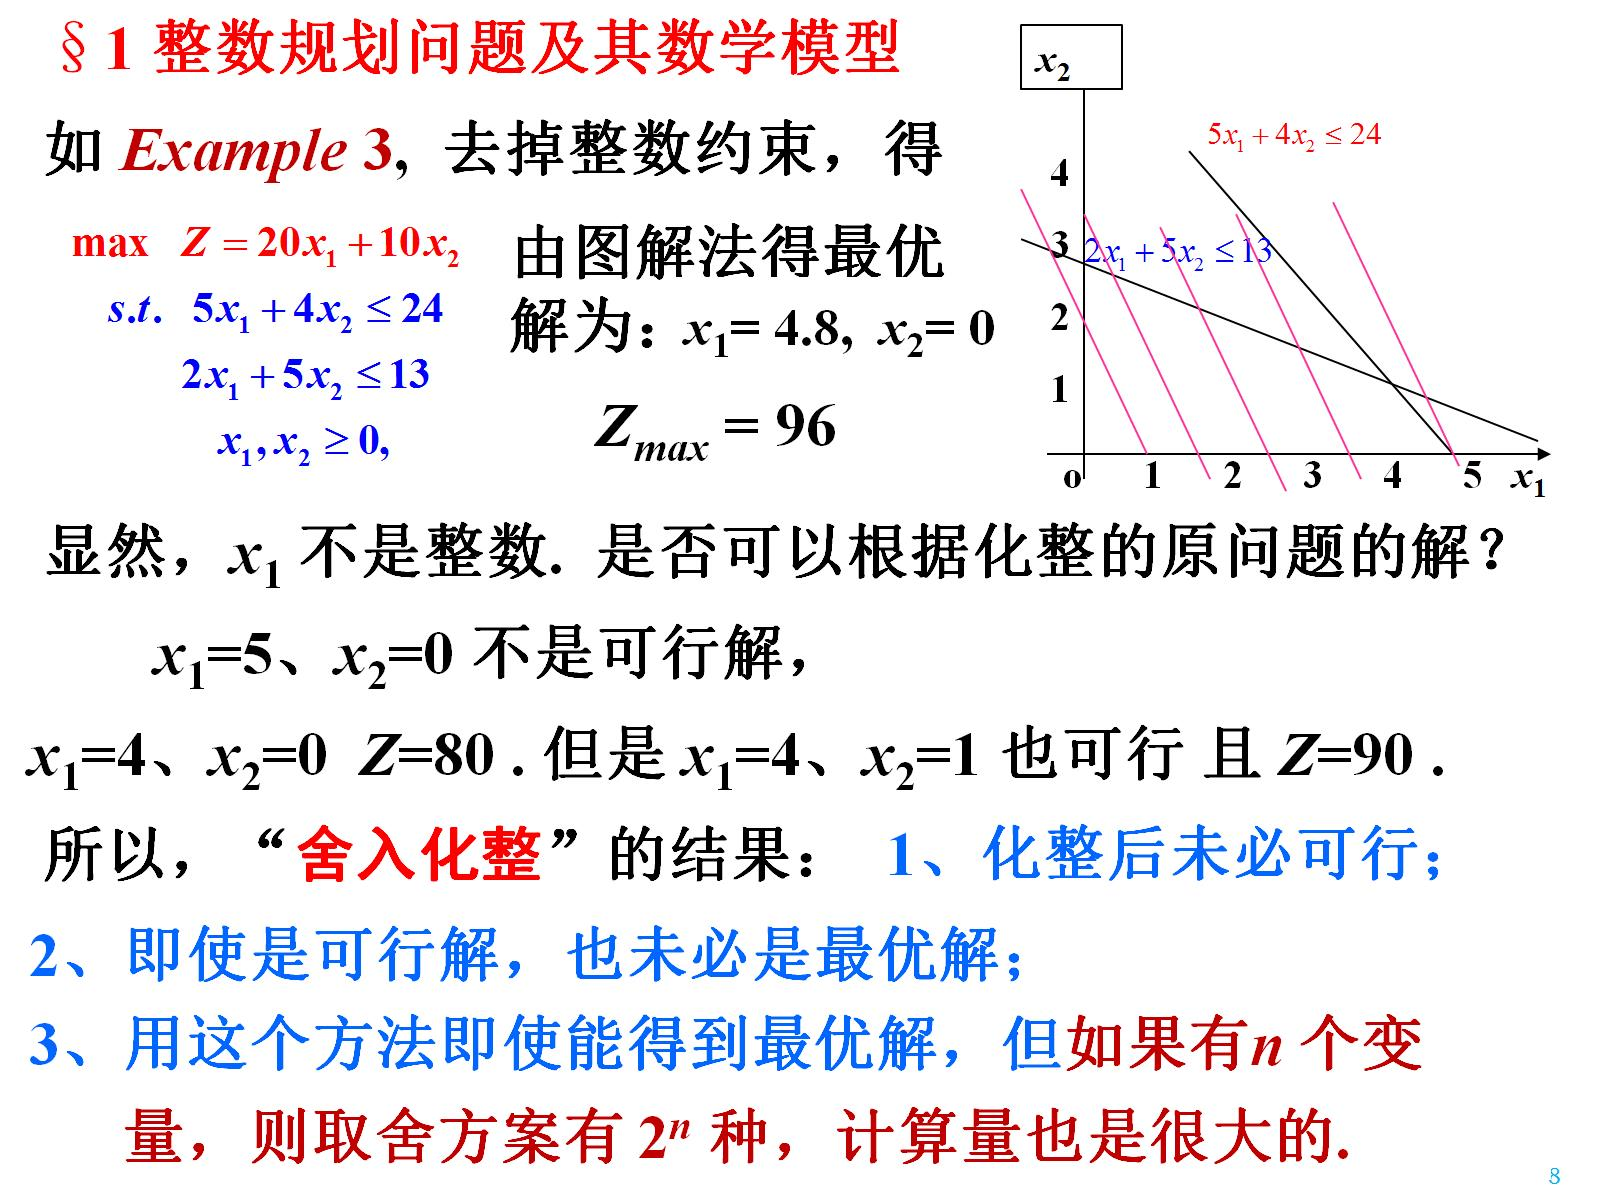 §1 整数规划问题及其数学模型
如 Example 3, 去掉整数约束，得
max Z = 20x₁ + 10x₂
s.t. 5x₁ + 4x₂ ≤ 24
2x₁ + 5x₂ ≤ 13
x₁, x₂ ≥ 0,
由图解法得最优
解为：x₁= 4.8, x₂= 0
Zmax = 96
x₂
5x₁ + 4x₂ ≤ 24
4
3
2x₁ + 5x₂ ≤ 13
2
1
o 1 2 3 4 5 x₁
显然，x₁ 不是整数. 是否可以根据化整的原问题的解？
x₁=5、x₂=0 不是可行解，
x₁=4、x₂=0 Z=80 . 但是 x₁=4、x₂=1 也可行 且 Z=90 .
所以，“舍入化整”的结果： 1、化整后未必可行；
2、即使是可行解，也未必是最优解；
3、用这个方法即使能得到最优解，但如果有n 个变
量，则取舍方案有 2ⁿ 种，计算量也是很大的.
8